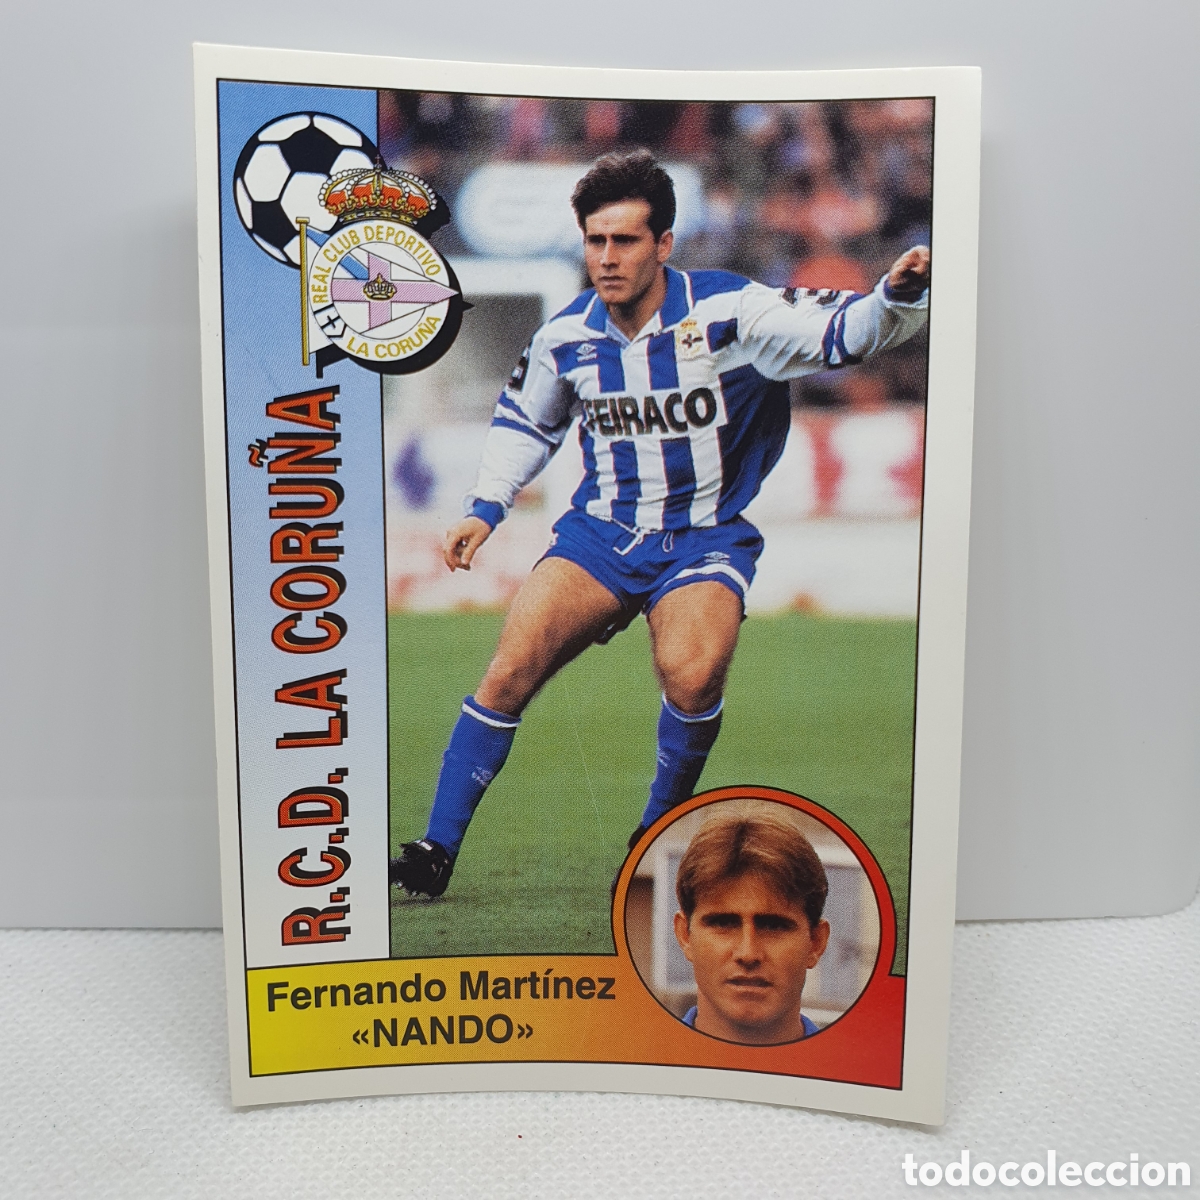 REAL CLUB DEPORTIVO
LA CORUÑA
R.C.D. LA CORUÑA
FEIRACO
Fernando Martínez
«NANDO»
todocoleccion